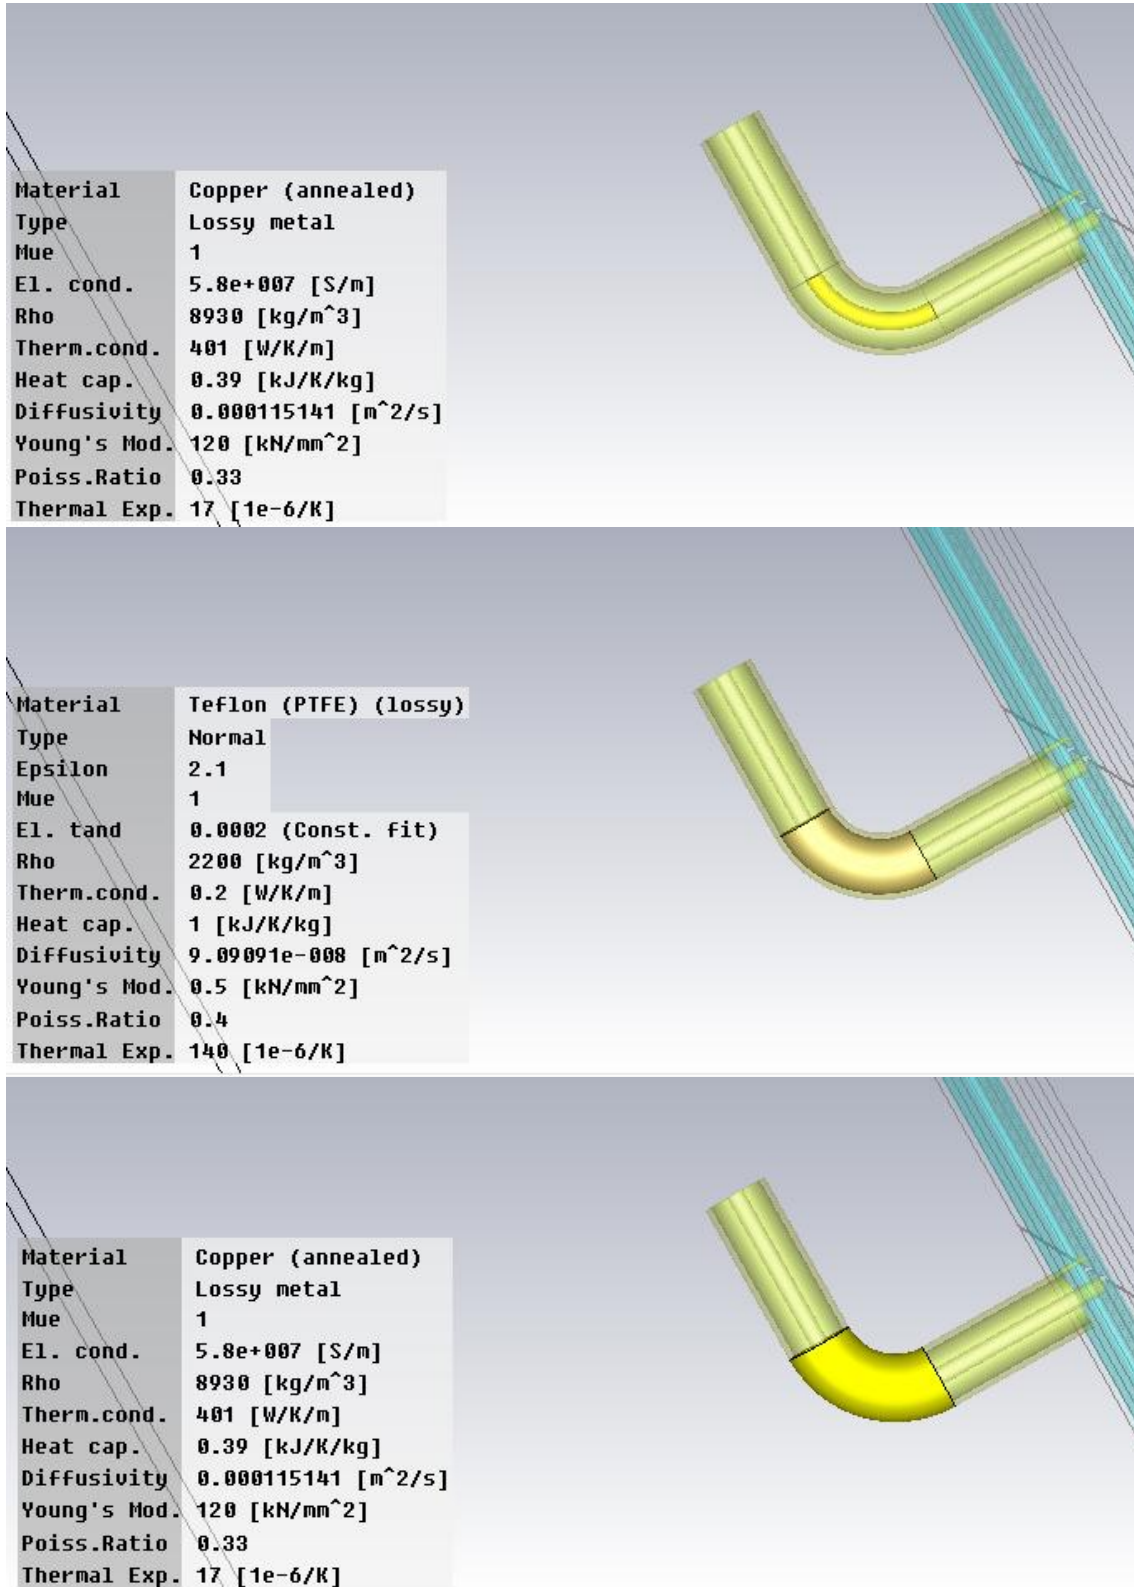 Material Copper (annealed)
Type Lossy metal
Mue 1
El. cond. 5.8e+007 [S/m]
Rho 8930 [kg/m^3]
Therm.cond. 401 [W/K/m]
Heat cap. 0.39 [kJ/K/kg]
Diffusivity 0.000115141 [m^2/s]
Young's Mod. 120 [kN/mm^2]
Poiss.Ratio 0.33
Thermal Exp. 17 [1e-6/K]
Material Teflon (PTFE) (lossy)
Type Normal
Epsilon 2.1
Mue 1
El. tand 0.0002 (Const. fit)
Rho 2200 [kg/m^3]
Therm.cond. 0.2 [W/K/m]
Heat cap. 1 [kJ/K/kg]
Diffusivity 9.09091e-008 [m^2/s]
Young's Mod. 0.5 [kN/mm^2]
Poiss.Ratio 0.4
Thermal Exp. 140 [1e-6/K]
Material Copper (annealed)
Type Lossy metal
Mue 1
El. cond. 5.8e+007 [S/m]
Rho 8930 [kg/m^3]
Therm.cond. 401 [W/K/m]
Heat cap. 0.39 [kJ/K/kg]
Diffusivity 0.000115141 [m^2/s]
Young's Mod. 120 [kN/mm^2]
Poiss.Ratio 0.33
Thermal Exp. 17 [1e-6/K]